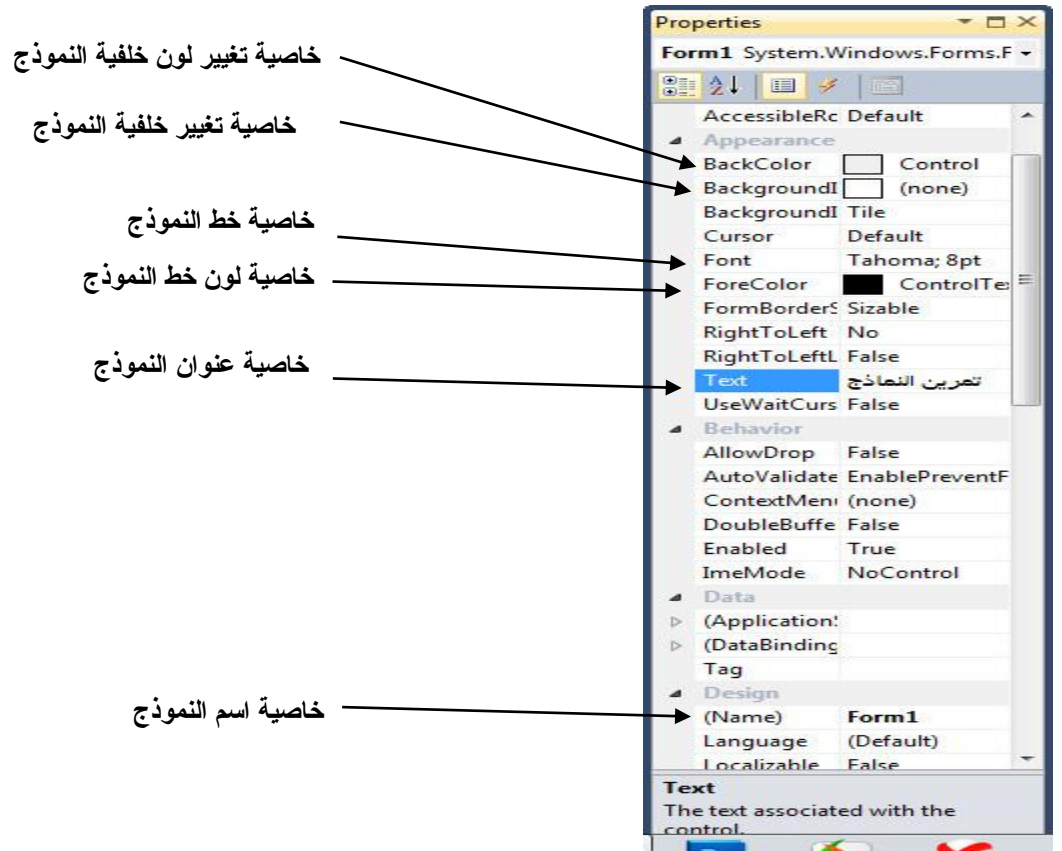 Properties
Form1 System.Windows.Forms.F
خاصية تغيير لون خلفية النموذج
خاصية تغيير خلفية النموذج
خاصية خط النموذج
خاصية لون خط النموذج
خاصية عنوان النموذج
خاصية اسم النموذج
AccessibleRc Default
Appearance
BackColor Control
BackgroundI (none)
BackgroundI Tile
Cursor Default
Font Tahoma; 8pt
ForeColor ControlTe
FormBorderS Sizable
RightToLeft No
RightToLeftL False
Text تمرين النماذج
UseWaitCurs False
Behavior
AllowDrop False
AutoValidate EnablePreventF
ContextMen (none)
DoubleBuffe False
Enabled True
ImeMode NoControl
Data
(ApplicationS
(DataBinding
Tag
Design
(Name) Form1
Language (Default)
Localizable False
Text
The text associated with the
control.